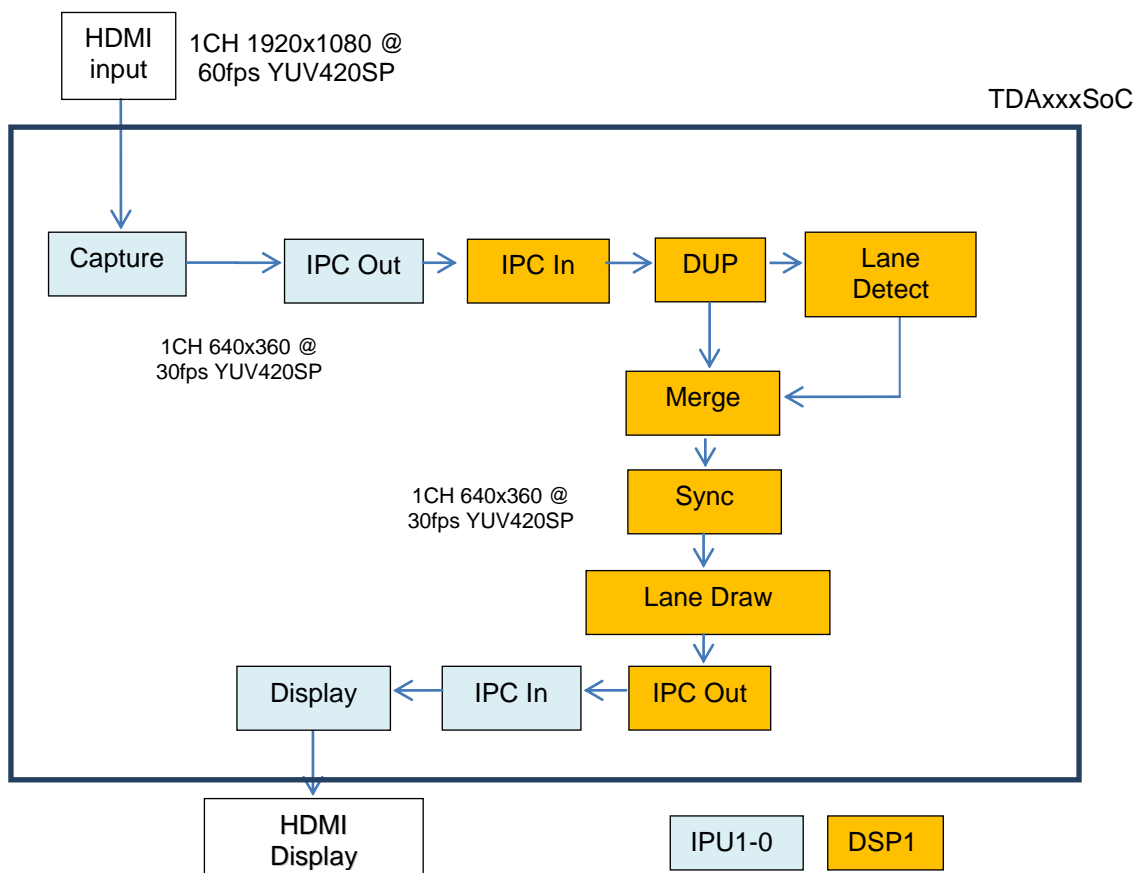 HDMI
input
1CH 1920x1080 @
60fps YUV420SP
TDAxxxSoC
Capture
IPC Out
IPC In
DUP
Lane
Detect
1CH 640x360 @
30fps YUV420SP
Merge
1CH 640x360 @
30fps YUV420SP
Sync
Lane Draw
Display
IPC In
IPC Out
HDMI
Display
IPU1-0
DSP1